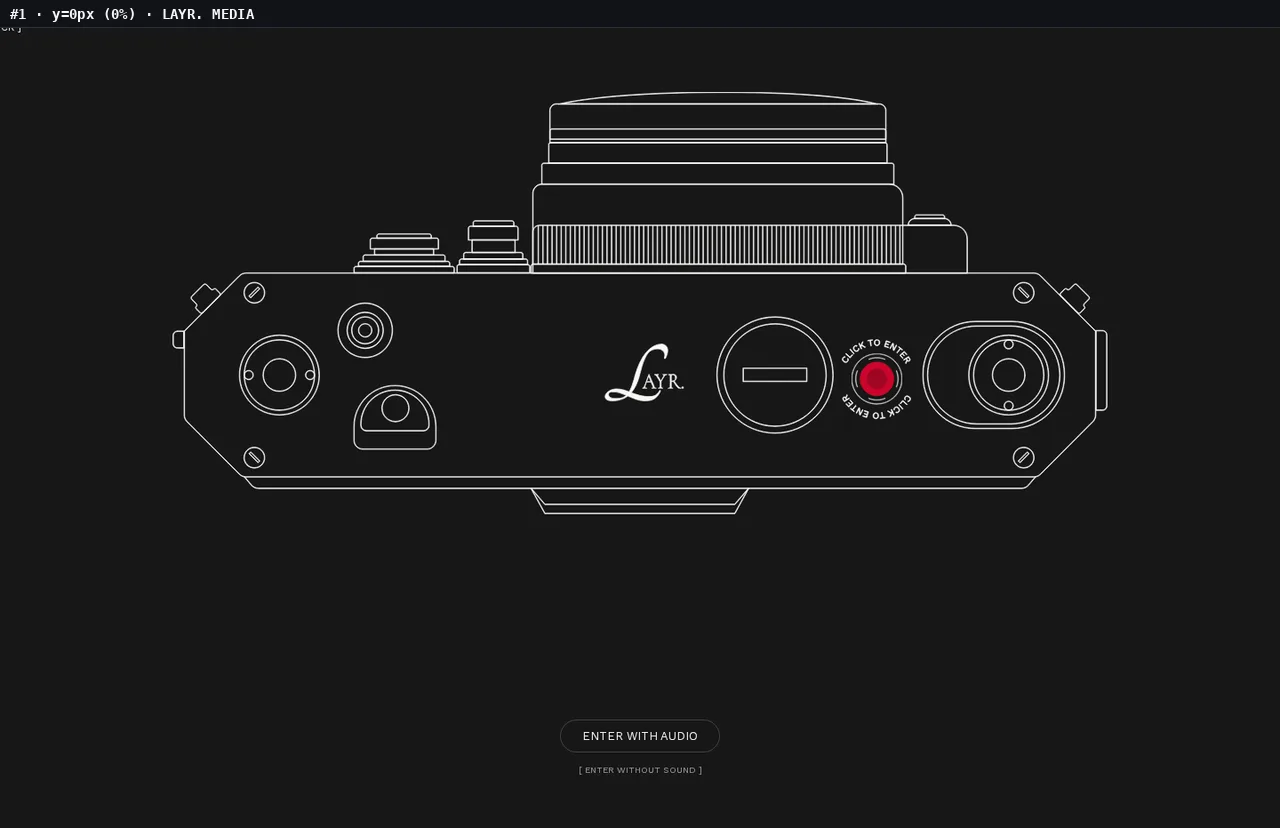 #1 · y=0px (0%) · LAYR. MEDIA
CLICK TO ENTER
LAYR.
CLICK TO ENTER
ENTER WITH AUDIO
[ ENTER WITHOUT SOUND ]